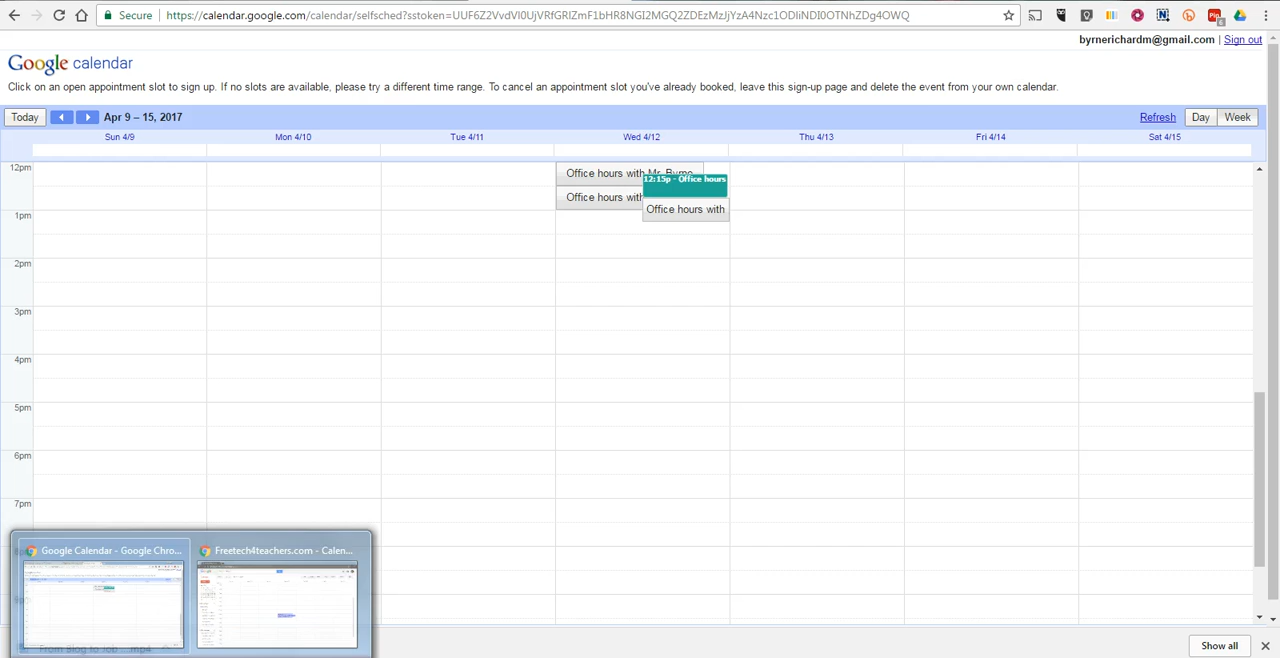 Secure
https://calendar.google.com/calendar/selfsched?sstoken=UUF6Z2VvdVI0UjVRfGRlZmF1bHR8NGI2MGQ2ZDEzMzJjYzA4Nzc1ODliNDI0OTNhZDg4OWQ
byrnerichardm@gmail.com | Sign out
Google calendar
Click on an open appointment slot to sign up. If no slots are available, please try a different time range. To cancel an appointment slot you've already booked, leave this sign-up page and delete the event from your own calendar.
Today Apr 9 – 15, 2017 Refresh Day Week
Sun 4/9 Mon 4/10 Tue 4/11 Wed 4/12 Thu 4/13 Fri 4/14 Sat 4/15
12pm
Office hours with Mr. Byrne
12:15p - Office hours
Office hours with
Office hours with
1pm
2pm
3pm
4pm
5pm
6pm
7pm
Google Calendar - Google Chro...
Freetech4teachers.com - Calen...
From Blog to Job ....mp4
Show all